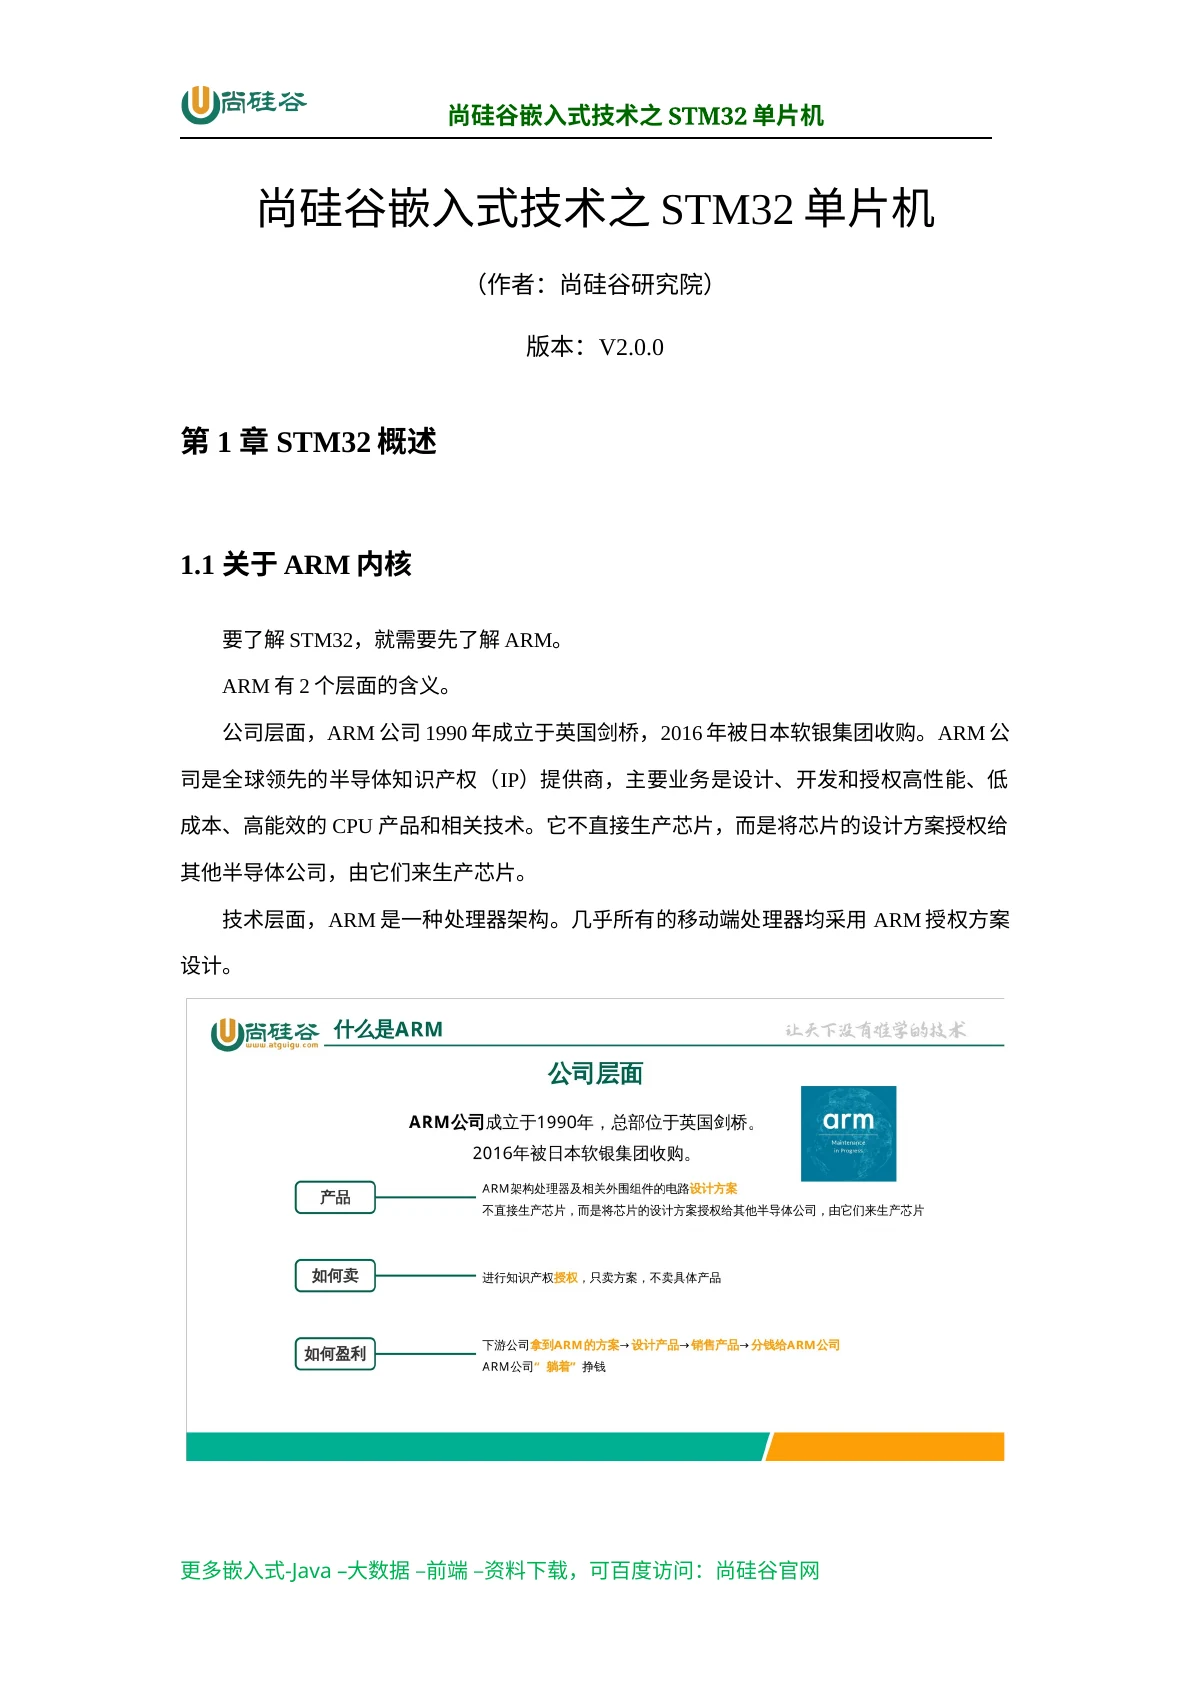 尚硅谷
尚硅谷嵌入式技术之 STM32 单片机
尚硅谷嵌入式技术之 STM32 单片机
（作者：尚硅谷研究院）
版本：V2.0.0
第 1 章 STM32 概述
1.1 关于 ARM 内核
要了解 STM32，就需要先了解 ARM。
ARM 有 2 个层面的含义。
公司层面，ARM 公司 1990 年成立于英国剑桥，2016 年被日本软银集团收购。ARM 公
司是全球领先的半导体知识产权（IP）提供商，主要业务是设计、开发和授权高性能、低
成本、高能效的 CPU 产品和相关技术。它不直接生产芯片，而是将芯片的设计方案授权给
其他半导体公司，由它们来生产芯片。
技术层面，ARM 是一种处理器架构。几乎所有的移动端处理器均采用 ARM 授权方案
设计。
尚硅谷
www.atguigu.com
什么是ARM
让天下没有难学的技术
公司层面
ARM公司成立于1990年，总部位于英国剑桥。
2016年被日本软银集团收购。
arm
Maintenance
in Progress
产品
ARM架构处理器及相关外围组件的电路设计方案
不直接生产芯片，而是将芯片的设计方案授权给其他半导体公司，由它们来生产芯片
如何卖
进行知识产权授权，只卖方案，不卖具体产品
如何盈利
下游公司拿到ARM的方案→设计产品→销售产品→分钱给ARM公司
ARM公司“躺着”挣钱
更多嵌入式-Java –大数据 –前端 –资料下载，可百度访问：尚硅谷官网